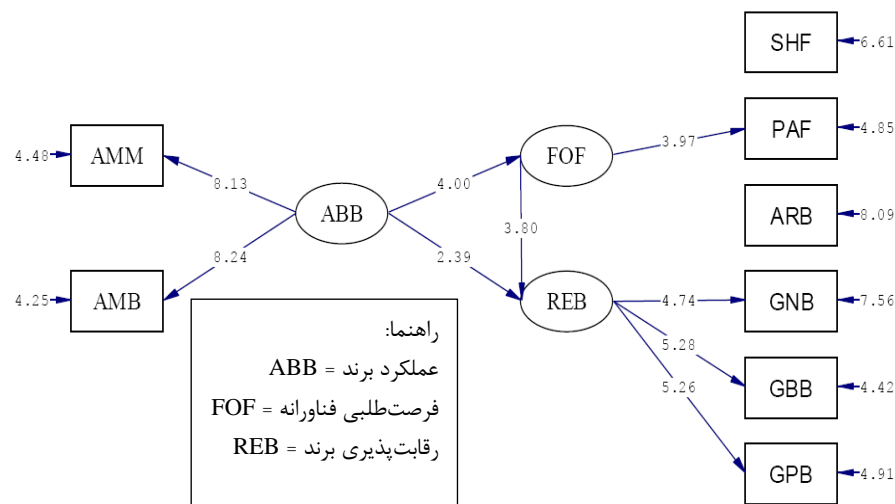 SHF
6.61
PAF
4.85
4.48
AMM
8.13
ABB
4.00
FOF
3.97
ARB
8.09
3.80
8.24
2.39
4.25
AMB
REB
4.74
GNB
7.56
5.28
GBB
4.42
5.26
GPB
4.91
راهنما:
عملکرد برند = ABB
فرصت‌طلبی فناورانه = FOF
رقابت‌پذیری برند = REB